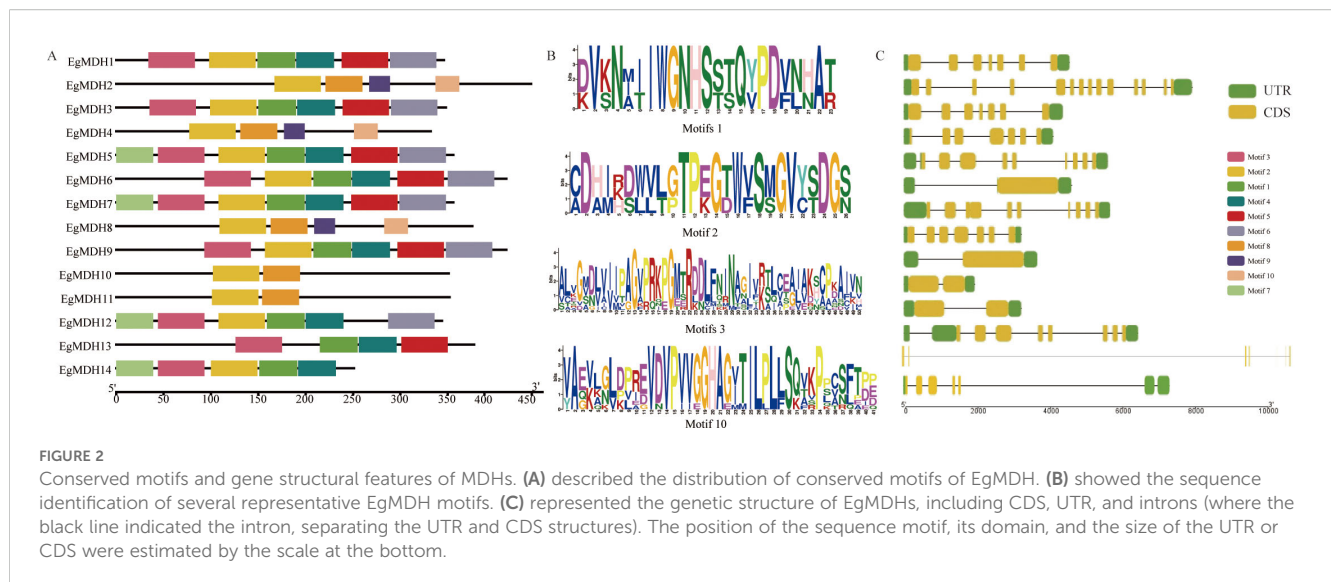 A
EgMDH1
EgMDH2
EgMDH3
EgMDH4
EgMDH5
EgMDH6
EgMDH7
EgMDH8
EgMDH9
EgMDH10
EgMDH11
EgMDH12
EgMDH13
EgMDH14
5' 3'
0 50 100 150 200 250 300 350 400 450
B
bits
Motifs 1
bits
Motif 2
bits
Motifs 3
bits
Motif 10
C
UTR
CDS
Motif 3
Motif 2
Motif 1
Motif 4
Motif 5
Motif 6
Motif 8
Motif 9
Motif 10
Motif 7
5' 3'
0 2000 4000 6000 8000 10000
FIGURE 2
Conserved motifs and gene structural features of MDHs. (A) described the distribution of conserved motifs of EgMDH. (B) showed the sequence
identification of several representative EgMDH motifs. (C) represented the genetic structure of EgMDHs, including CDS, UTR, and introns (where the
black line indicated the intron, separating the UTR and CDS structures). The position of the sequence motif, its domain, and the size of the UTR or
CDS were estimated by the scale at the bottom.